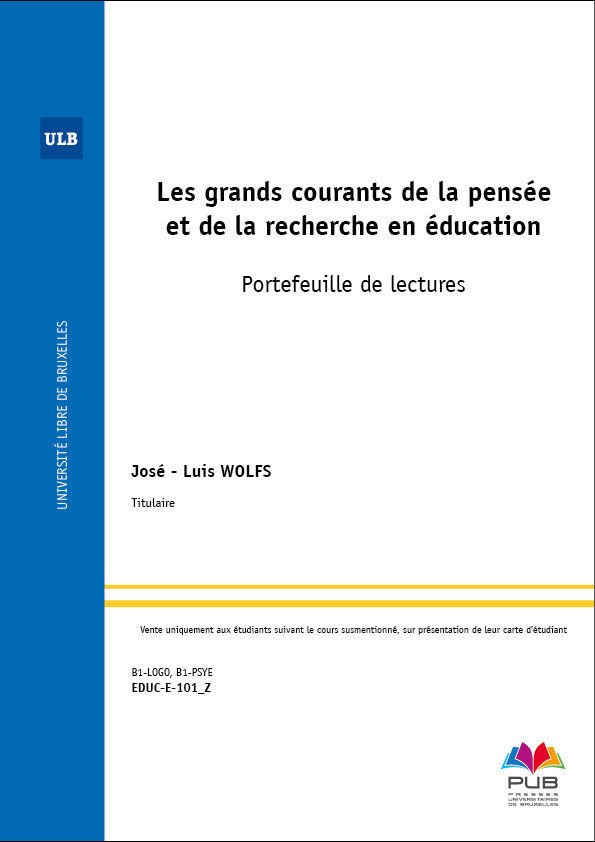 ULB
UNIVERSITÉ LIBRE DE BRUXELLES
Les grands courants de la pensée
et de la recherche en éducation
Portefeuille de lectures
José - Luis WOLFS
Titulaire
Vente uniquement aux étudiants suivant le cours susmentionné, sur présentation de leur carte d'étudiant
B1-LOGO, B1-PSYE
EDUC-E-101_Z
PUB
PRESSES
UNIVERSITAIRES
DE BRUXELLES